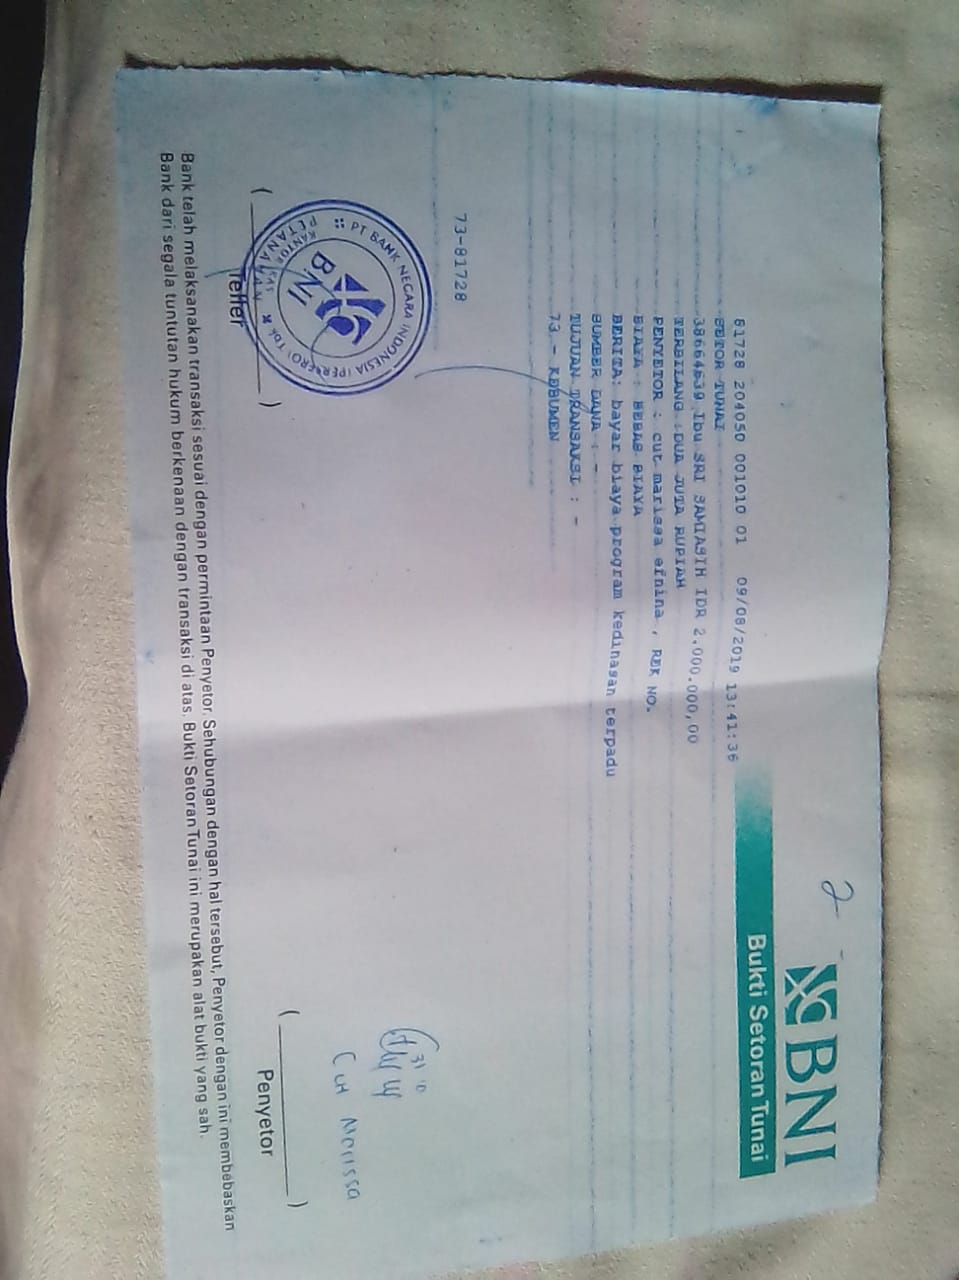 2
BNI
Bukti Setoran Tunai
81728 204050 001010 01 09/08/2019 13:41:36
SETOR TUNAI
38664639 Ibu SRI SAMIASIH IDR 2.000.000,00
TERBILANG : DUA JUTA RUPIAH
PENYETOR : cut marissa efnina , REK NO.
BIAYA : BEBAS BIAYA
BERITA: bayar biaya program kedinasan terpadu
SUMBER DANA : -
TUJUAN TRANSAKSI : -
73 - KEBUMEN
73-81728
PT BANK NEGARA INDONESIA (PERSERO) Tbk
KANTOR KAS
PETANAHAN
BNI
Cut Marissa
( ) ( )
Teller Penyetor
Bank telah melaksanakan transaksi sesuai dengan permintaan Penyetor. Sehubungan dengan hal tersebut, Penyetor dengan ini membebaskan
Bank dari segala tuntutan hukum berkenaan dengan transaksi di atas. Bukti Setoran Tunai ini merupakan alat bukti yang sah.